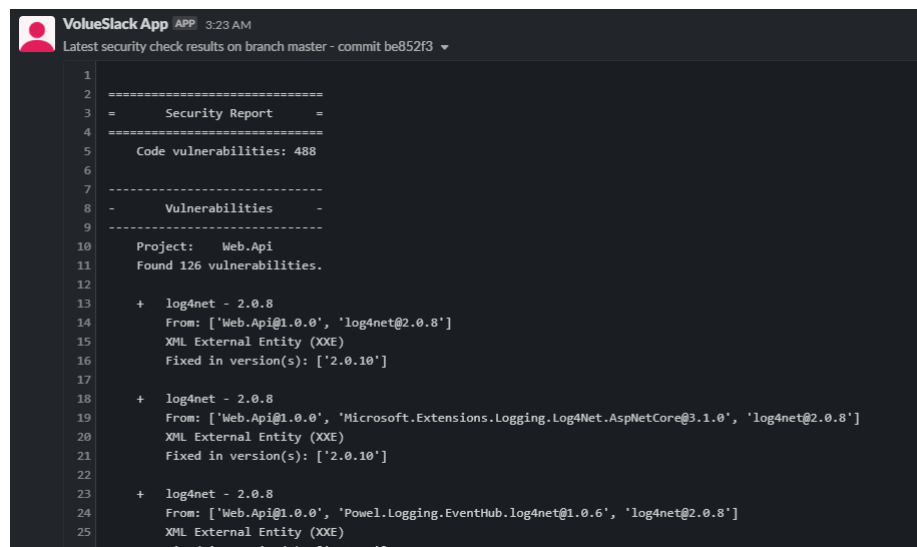 VolueSlack App APP 3:23 AM
Latest security check results on branch master - commit be852f3
1
2 ==============================
3 = Security Report =
4 ==============================
5 Code vulnerabilities: 488
6
7 ------------------------------
8 - Vulnerabilities -
9 ------------------------------
10 Project: Web.Api
11 Found 126 vulnerabilities.
12
13 + log4net - 2.0.8
14 From: ['Web.Api@1.0.0', 'log4net@2.0.8']
15 XML External Entity (XXE)
16 Fixed in version(s): ['2.0.10']
17
18 + log4net - 2.0.8
19 From: ['Web.Api@1.0.0', 'Microsoft.Extensions.Logging.Log4Net.AspNetCore@3.1.0', 'log4net@2.0.8']
20 XML External Entity (XXE)
21 Fixed in version(s): ['2.0.10']
22
23 + log4net - 2.0.8
24 From: ['Web.Api@1.0.0', 'Powel.Logging.EventHub.log4net@1.0.6', 'log4net@2.0.8']
25 XML External Entity (XXE)